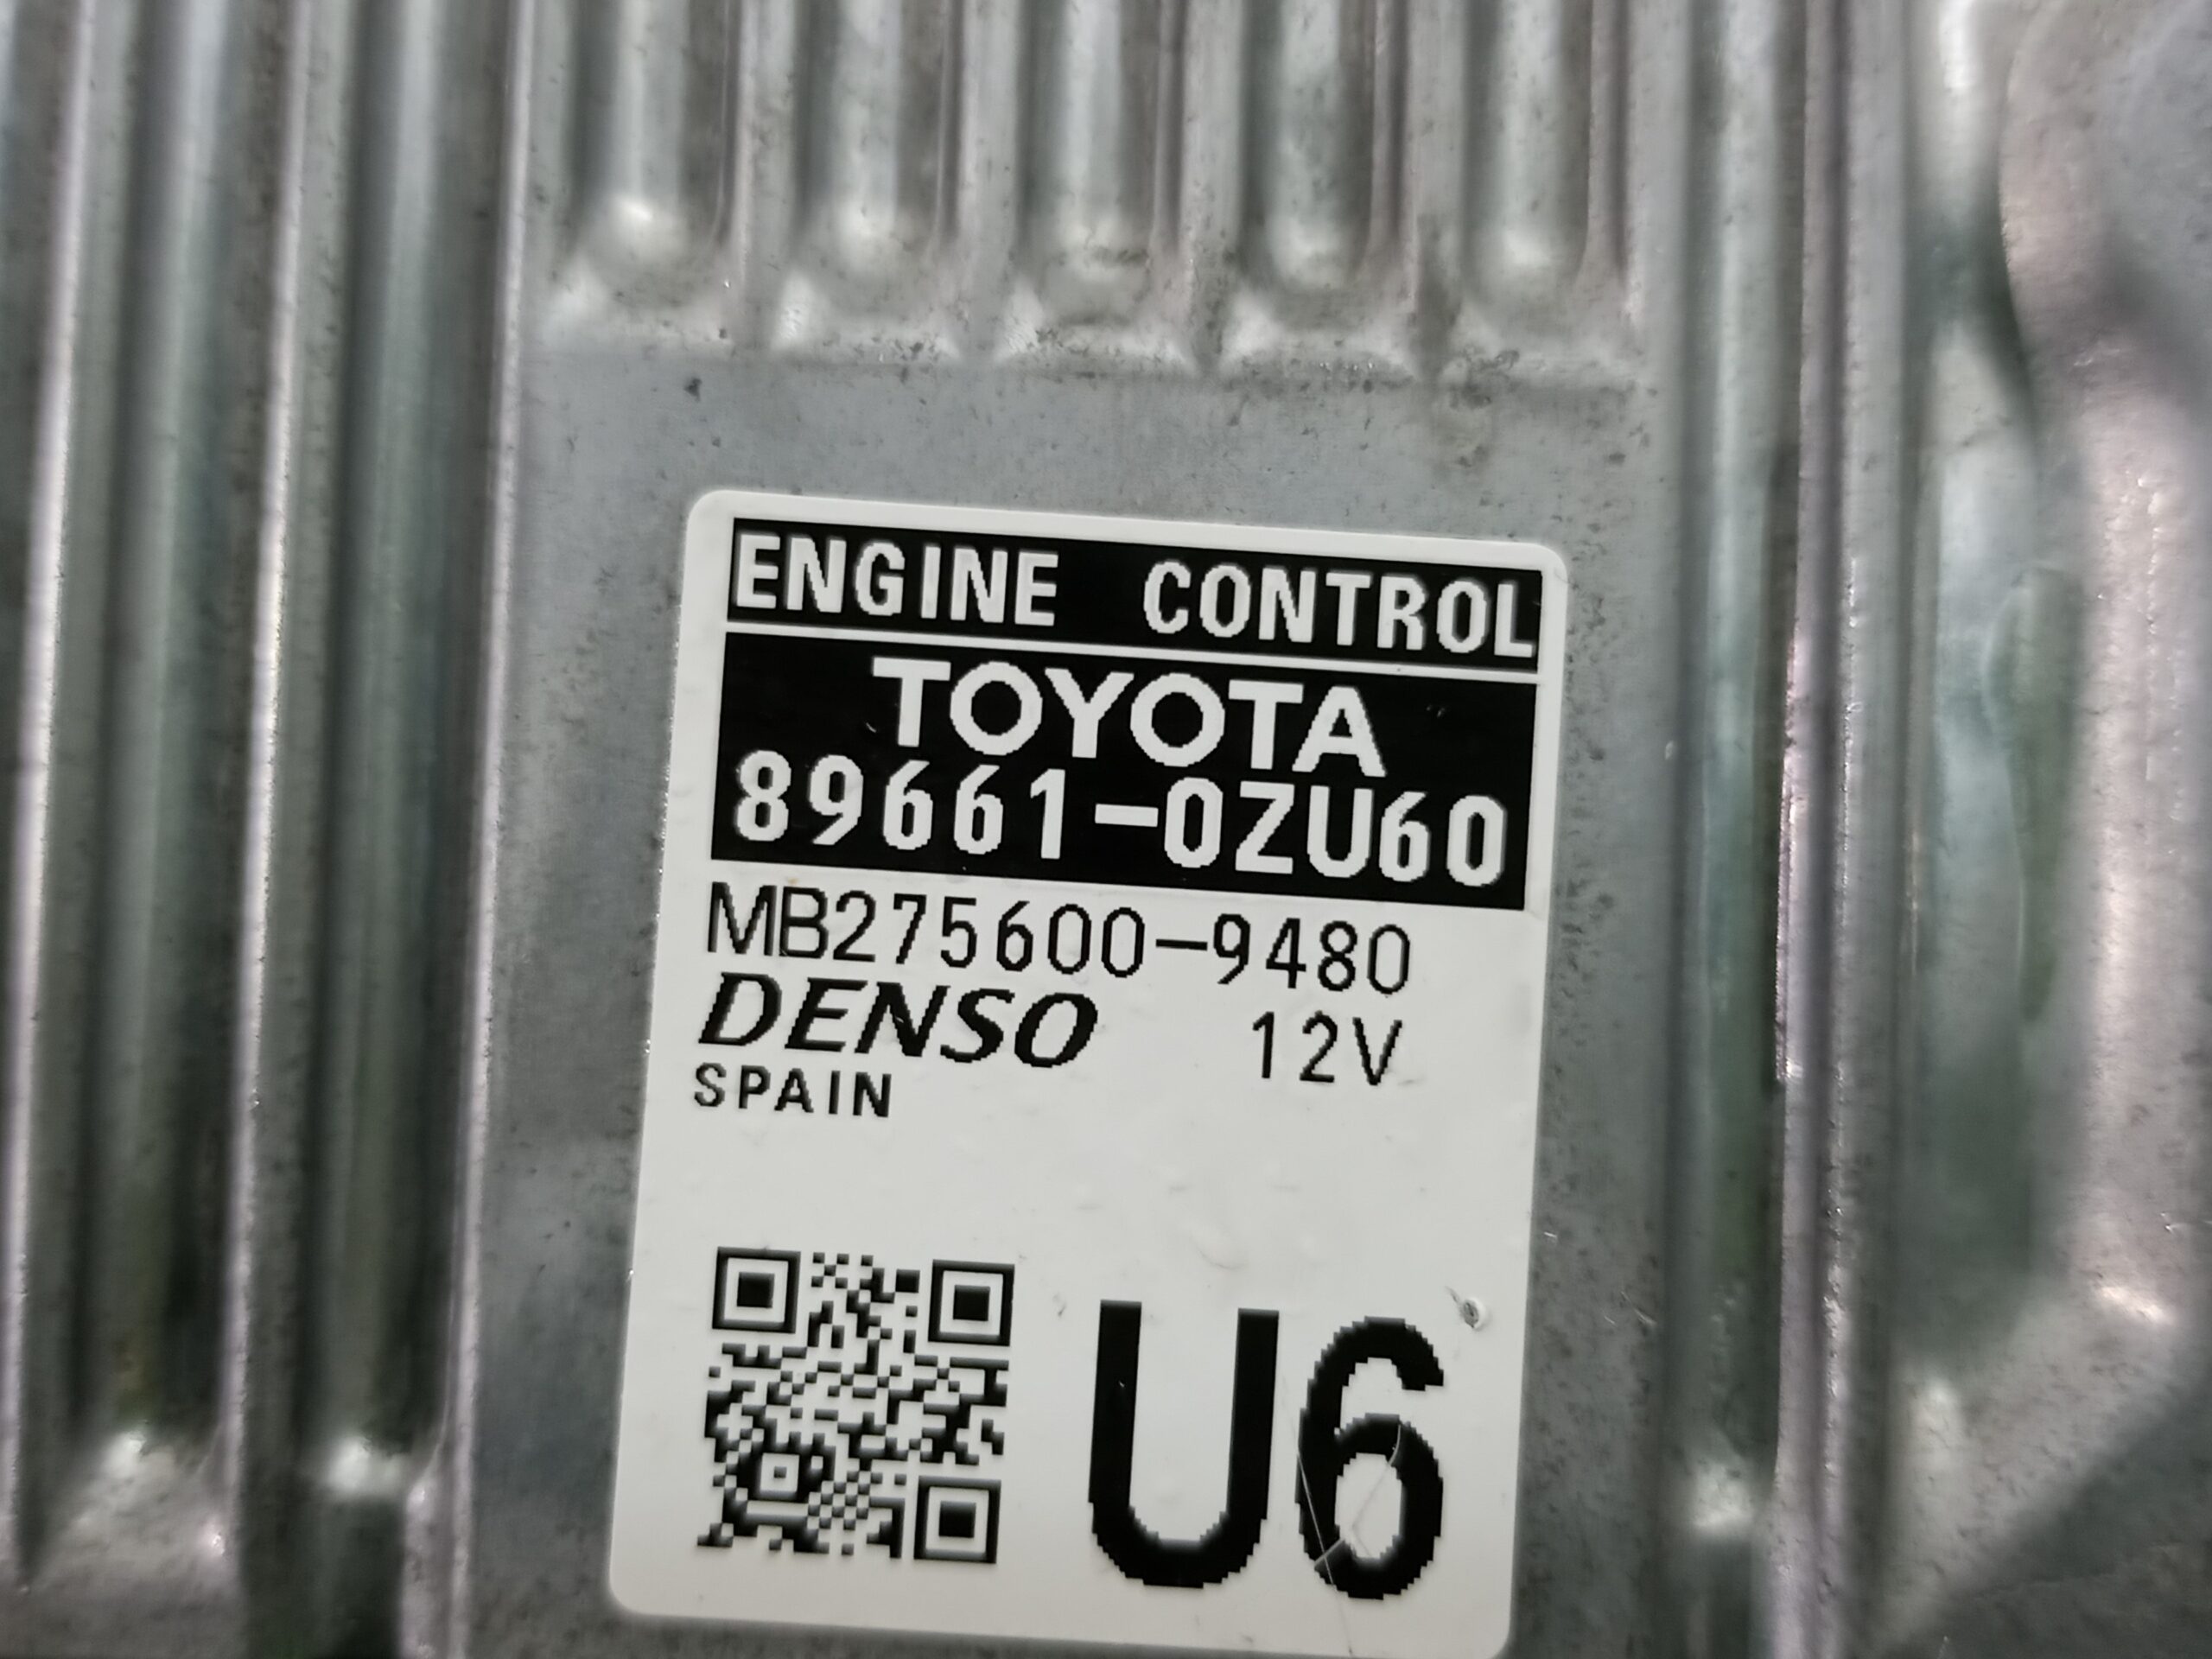 ENGINE CONTROL
TOYOTA
89661-0ZU60
MB275600-9480
DENSO 12V
SPAIN
U6